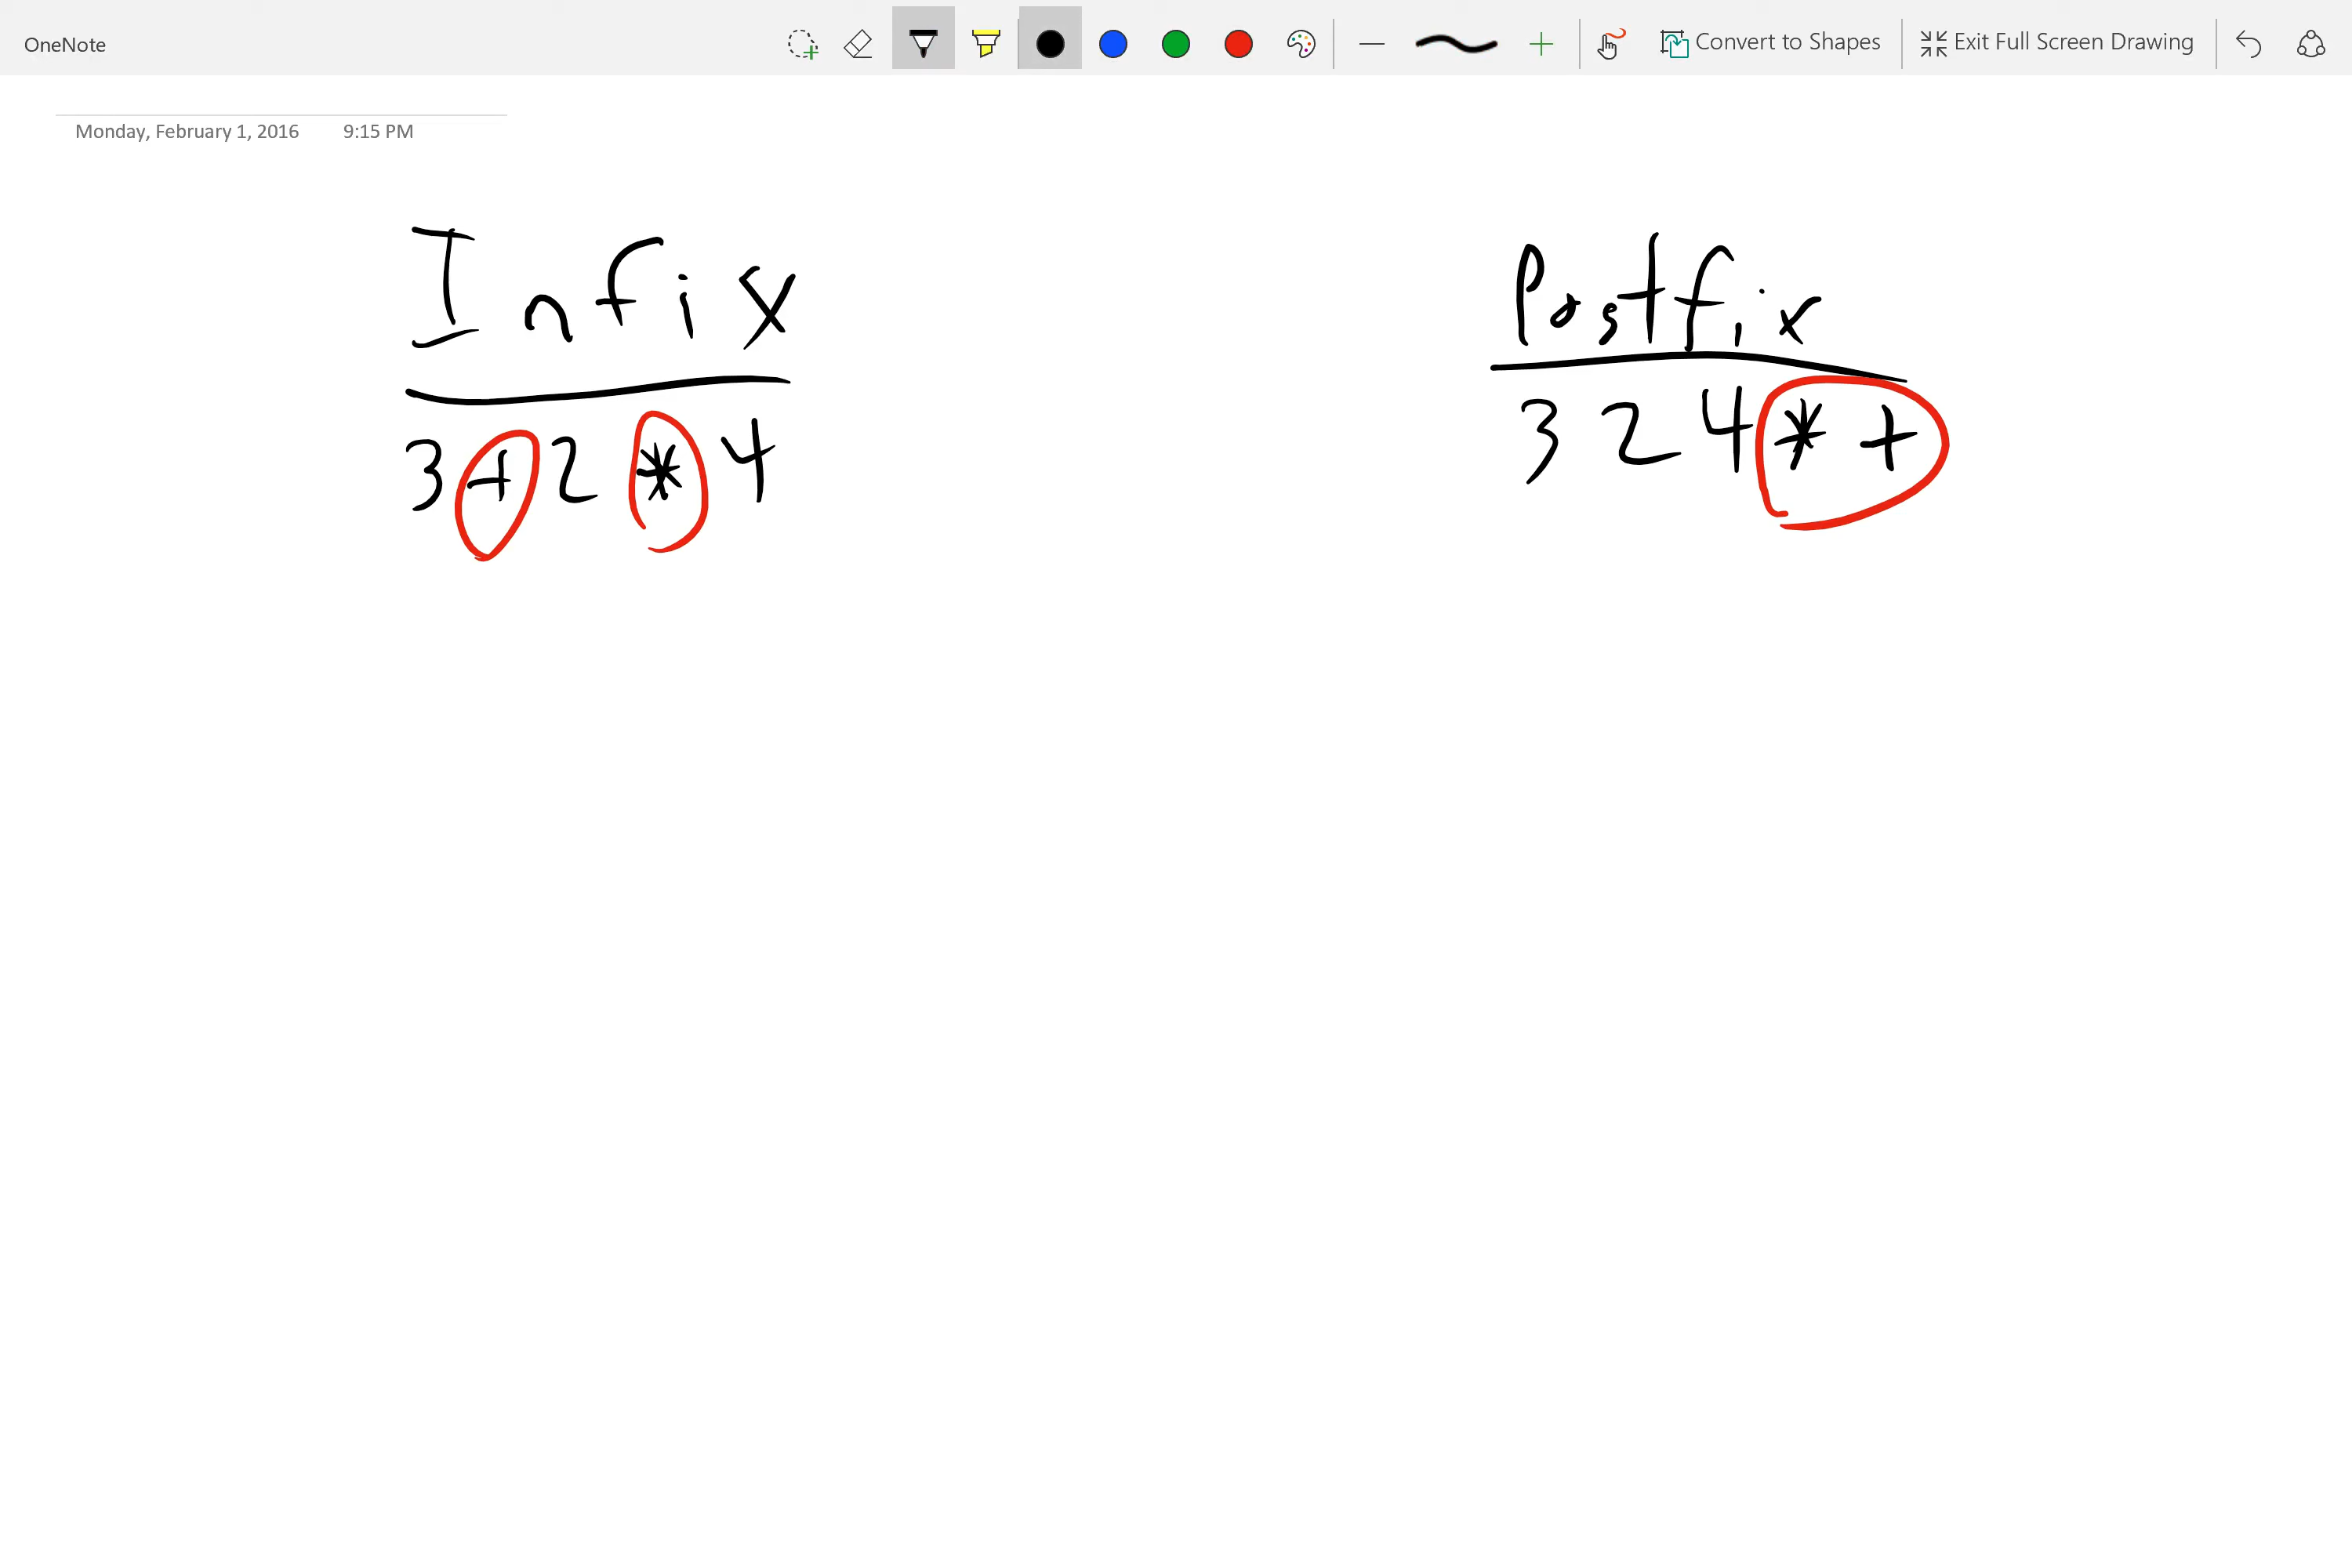 OneNote
Convert to Shapes
Exit Full Screen Drawing
Monday, February 1, 2016 9:15 PM
Infix
3 + 2 * 4
Postfix
3 2 4 * +